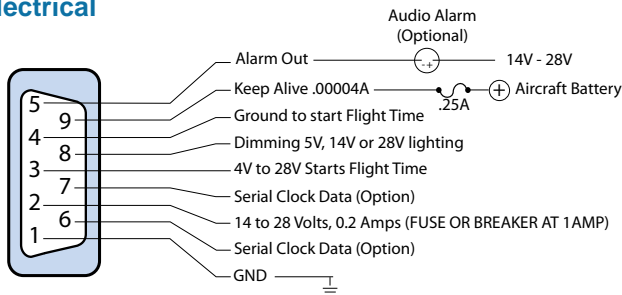 lectrical
Audio Alarm
(Optional)
Alarm Out
- +
14V - 28V
Keep Alive .00004A
.25A
+
Aircraft Battery
Ground to start Flight Time
Dimming 5V, 14V or 28V lighting
4V to 28V Starts Flight Time
Serial Clock Data (Option)
14 to 28 Volts, 0.2 Amps (FUSE OR BREAKER AT 1AMP)
Serial Clock Data (Option)
GND
5
9
4
8
3
7
2
6
1